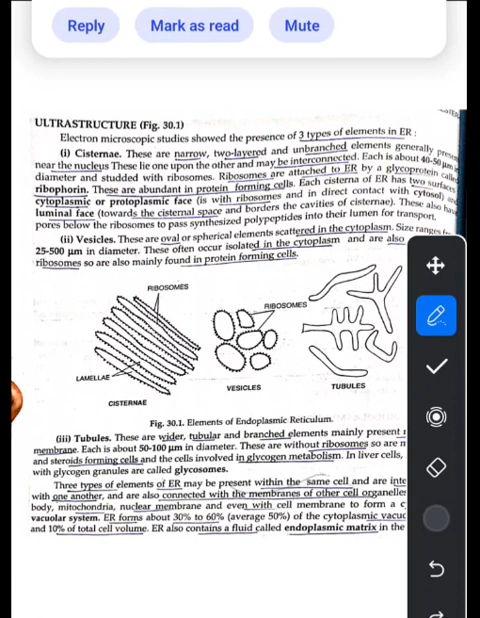 Reply Mark as read Mute
ULTRASTRUCTURE (Fig. 30.1)
Electron microscopic studies showed the presence of 3 types of elements in ER :
(i) Cisternae. These are narrow, two-layered and unbranched elements generally present
near the nucleus These lie one upon the other and may be interconnected. Each is about 40-50 µm in
diameter and studded with ribosomes. Ribosomes are attached to ER by a glycoprotein called
ribophorin. These are abundant in protein forming cells. Each cisterna of ER has two surfaces
cytoplasmic or protoplasmic face (is with ribosomes and in direct contact with cytosol) and
luminal face (towards the cisternal space and borders the cavities of cisternae). These also have
pores below the ribosomes to pass synthesized polypeptides into their lumen for transport.
(ii) Vesicles. These are oval or spherical elements scattered in the cytoplasm. Size ranges
25-500 µm in diameter. These often occur isolated in the cytoplasm and are also
ribosomes so are also mainly found in protein forming cells.
RIBOSOMES
RIBOSOMES
LAMELLAE
CISTERNAE
VESICLES
TUBULES
Fig. 30.1. Elements of Endoplasmic Reticulum.
(iii) Tubules. These are wider, tubular and branched elements mainly present
membrane. Each is about 50-100 µm in diameter. These are without ribosomes so are
and steroids forming cells and the cells involved in glycogen metabolism. In liver cells,
with glycogen granules are called glycosomes.
Three types of elements of ER may be present within the same cell and are inte
with one another, and are also connected with the membranes of other cell organelle
body, mitochondria, nuclear membrane and even with cell membrane to form a
vacuolar system. ER forms about 30% to 60% (average 50%) of the cytoplasmic vacuo
and 10% of total cell volume. ER also contains a fluid called endoplasmic matrix in the